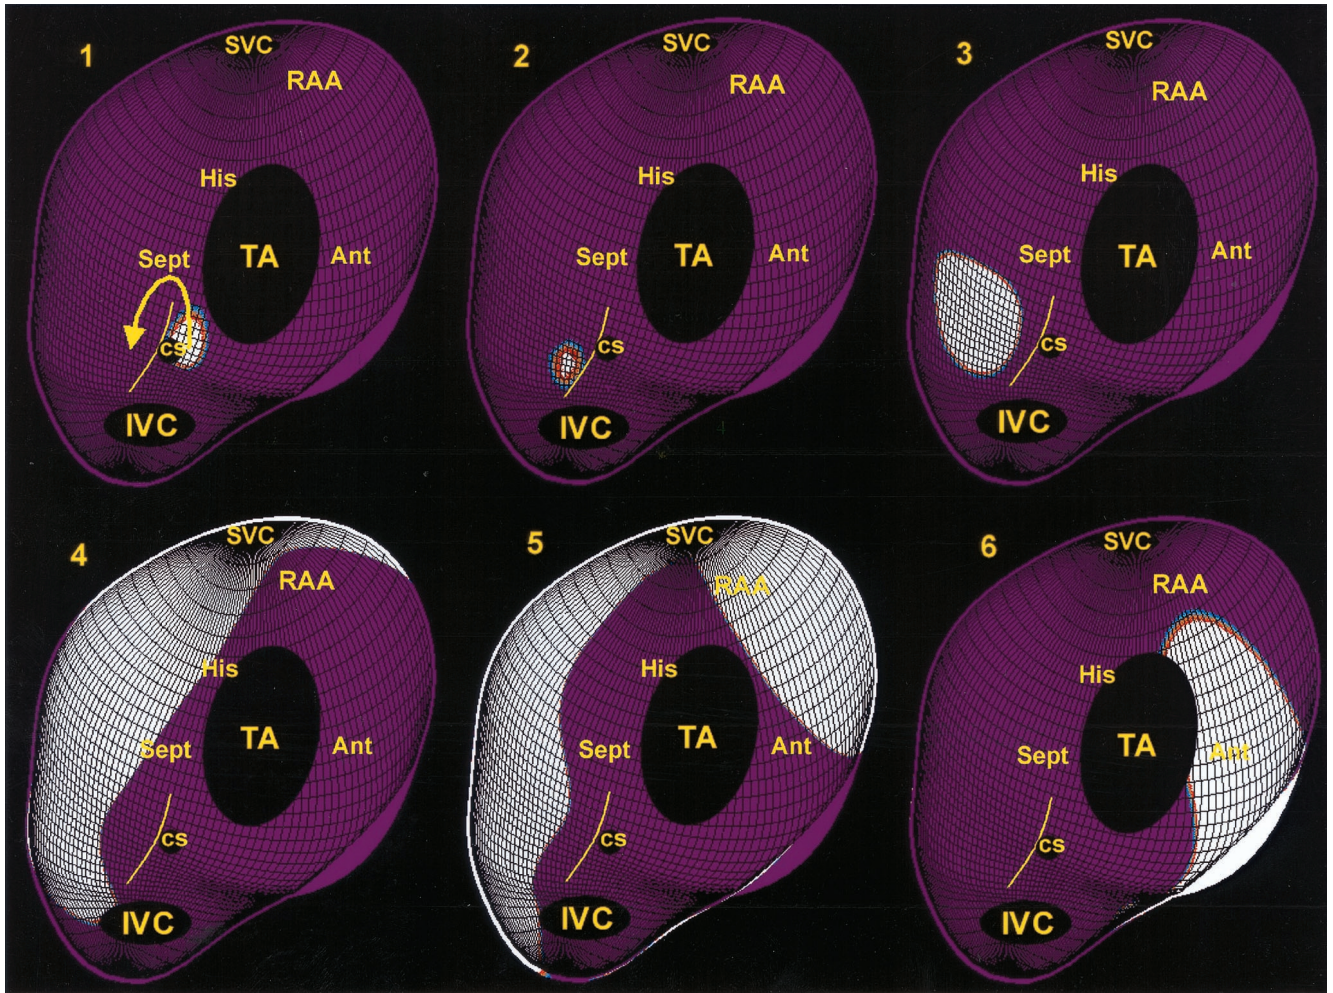 1
SVC
RAA
His
Sept
TA
Ant
cs
IVC
2
SVC
RAA
His
Sept
TA
Ant
cs
IVC
3
SVC
RAA
His
Sept
TA
Ant
cs
IVC
4
SVC
RAA
His
Sept
TA
Ant
cs
IVC
5
SVC
RAA
His
Sept
TA
Ant
cs
IVC
6
SVC
RAA
His
Sept
TA
Ant
cs
IVC